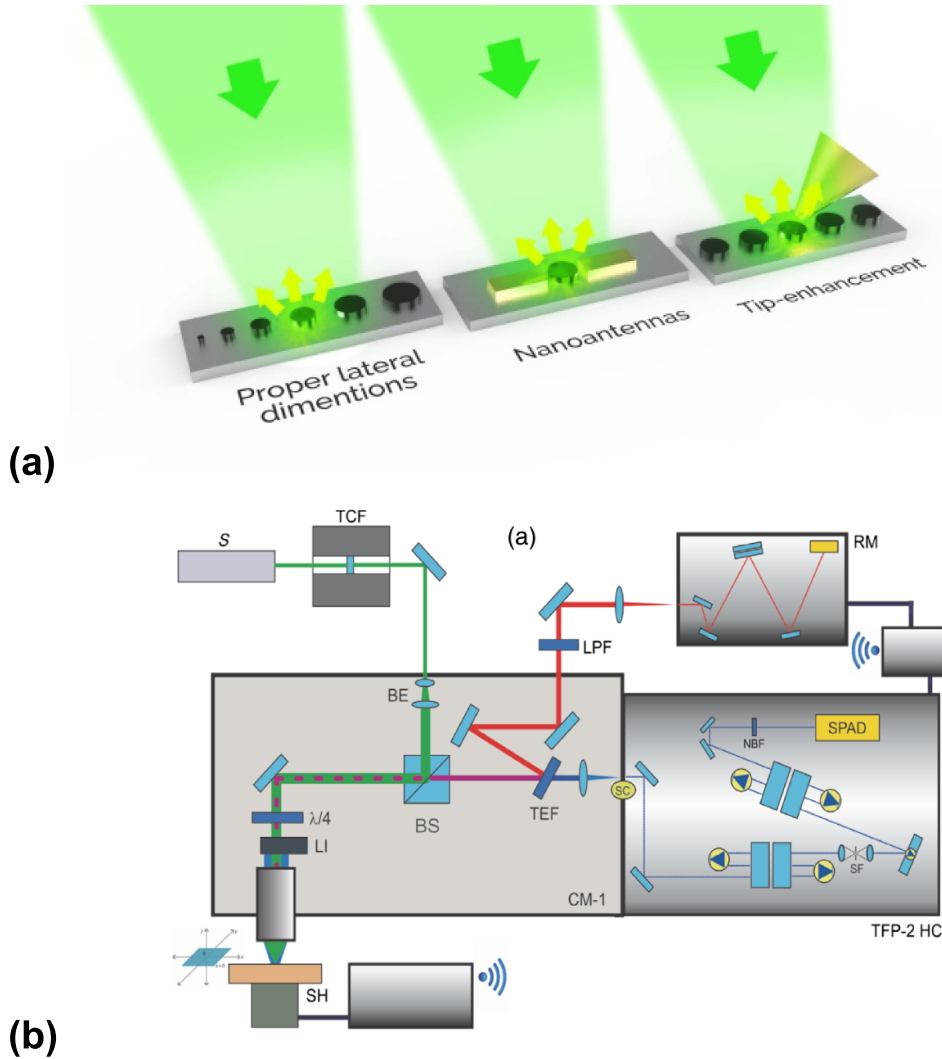 Proper lateral
dimentions
Nanoantennas
Tip-enhancement
(a)
S
TCF
(a)
RM
LPF
BE
SPAD
NBF
BS
TEF
SC
λ/4
LI
SF
CM-1
TFP-2 HC
SH
(b)